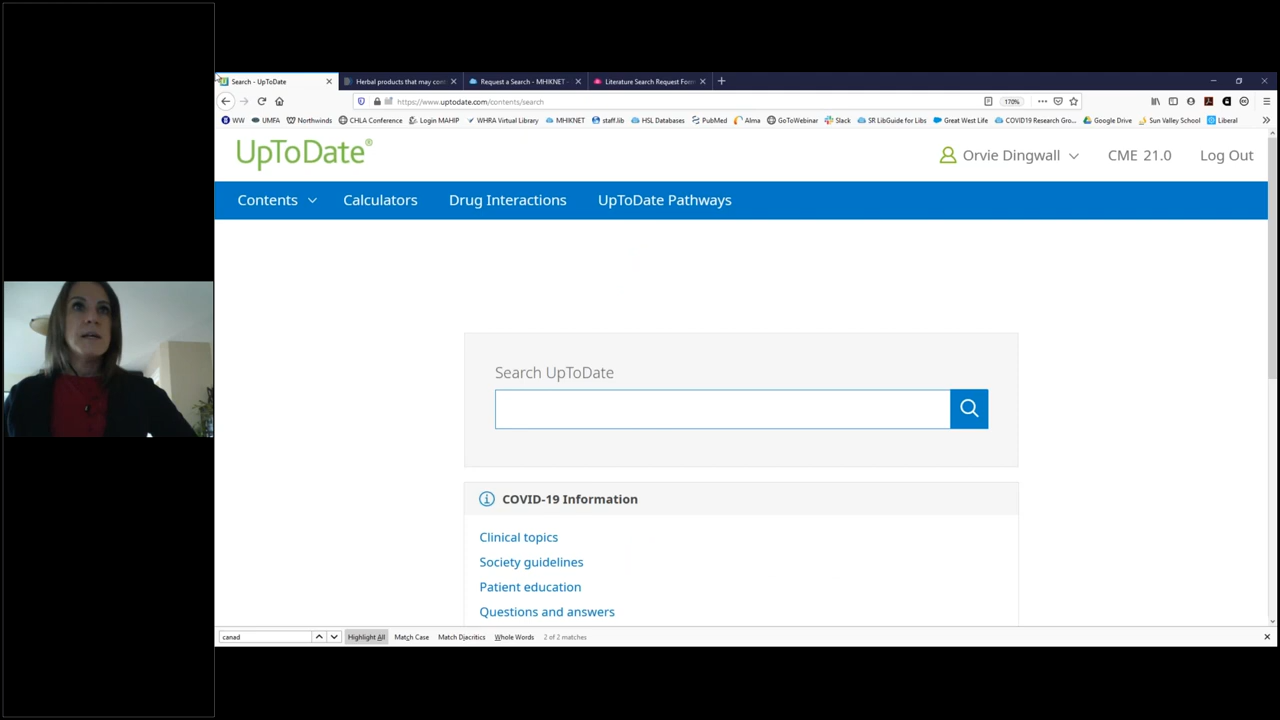 Search - UpToDate
Herbal products that may con
Request a Search - MHIKNET -
Literature Search Request Form
https://www.uptodate.com/contents/search
170%
WW UMFA Northwinds CHLA Conference Login MAHIP WHRA Virtual Library MHIKNET staff.lib HSL Databases PubMed Alma GoToWebinar Slack SR LibGuide for Libs Great West Life COVID19 Research Gro... Google Drive Sun Valley School Liberal
UpToDate®
Orvie Dingwall
CME 21.0
Log Out
Contents
Calculators
Drug Interactions
UpToDate Pathways
Search UpToDate
COVID-19 Information
Clinical topics
Society guidelines
Patient education
Questions and answers
canad
Highlight All
Match Case
Match Diacritics
Whole Words
2 of 2 matches